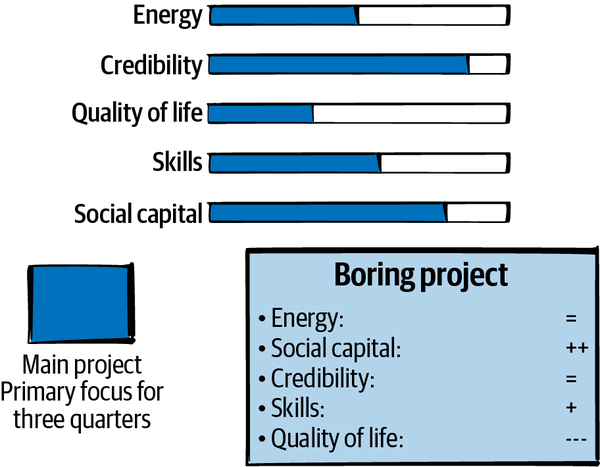 Energy
Credibility
Quality of life
Skills
Social capital
Main project
Primary focus for
three quarters
Boring project
• Energy: =
• Social capital: ++
• Credibility: =
• Skills: +
• Quality of life: ---